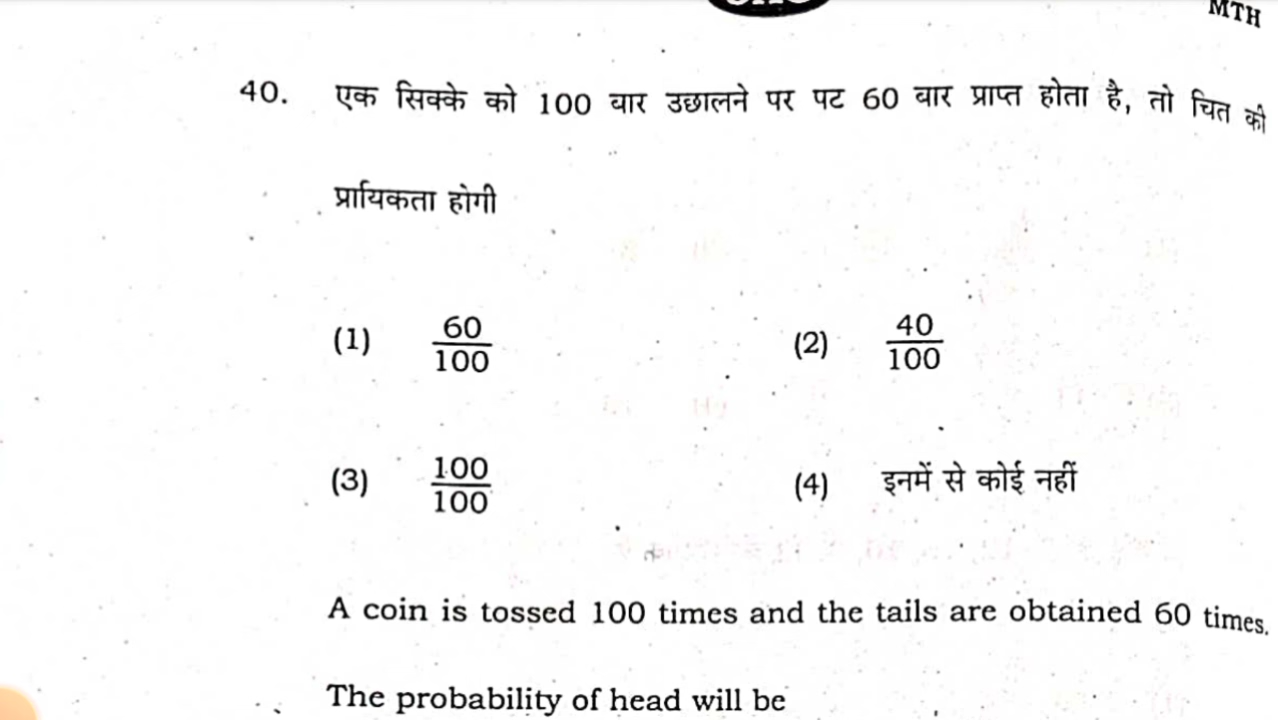 MTH
40. एक सिक्के को 100 बार उछालने पर पट 60 बार प्राप्त होता है, तो चित की
प्रायिकता होगी
(1) 60/100 (2) 40/100
(3) 100/100 (4) इनमें से कोई नहीं
A coin is tossed 100 times and the tails are obtained 60 times.
The probability of head will be